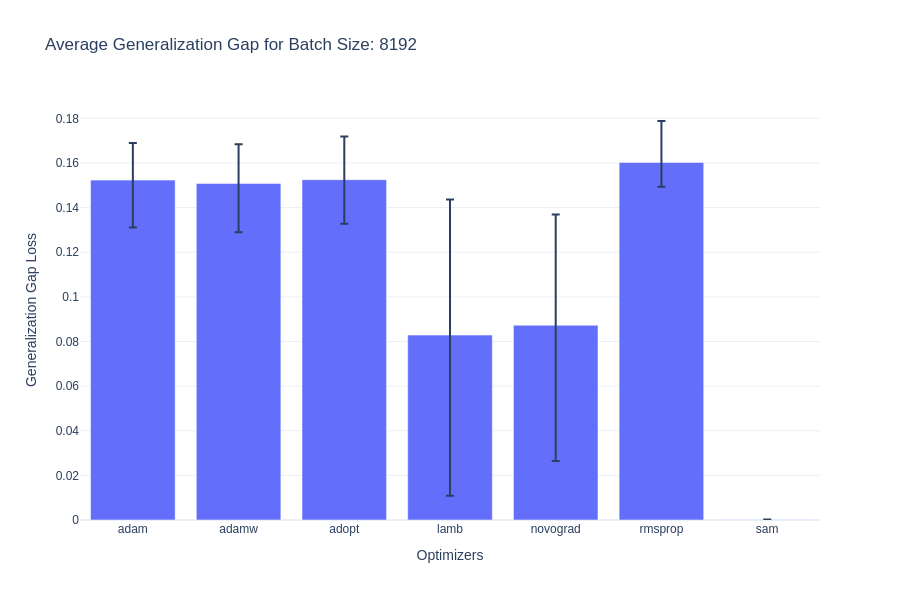 Average Generalization Gap for Batch Size: 8192
Generalization Gap Loss
0.18
0.16
0.14
0.12
0.1
0.08
0.06
0.04
0.02
0
adam adamw adopt lamb novograd rmsprop sam
Optimizers